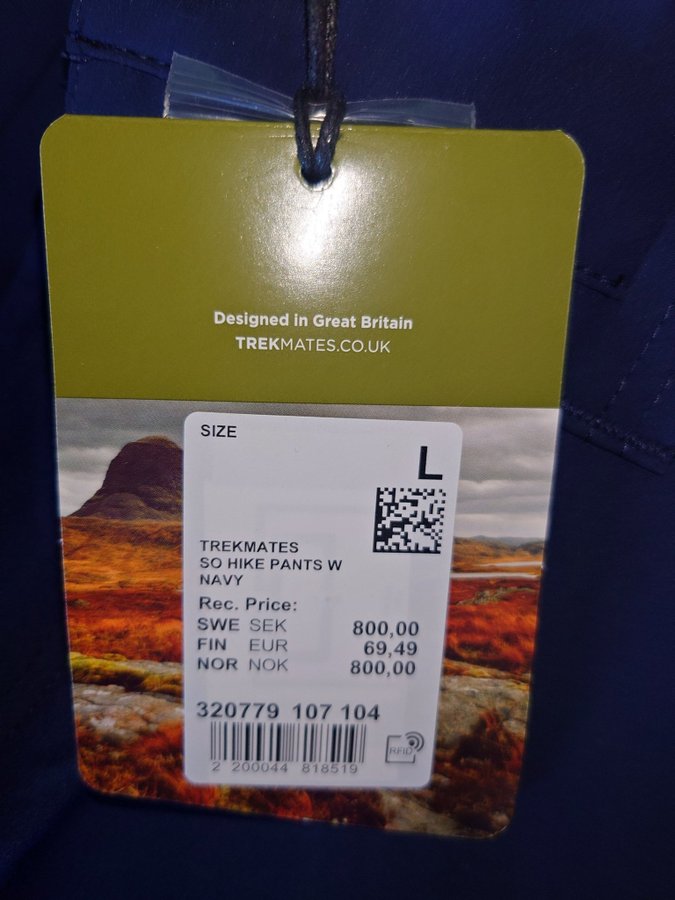 Designed in Great Britain
TREKMATES.CO.UK
SIZE
L
TREKMATES
SO HIKE PANTS W
NAVY
Rec. Price:
SWE SEK 800,00
FIN EUR 69,49
NOR NOK 800,00
320779 107 104
2 200044 818519
RFID